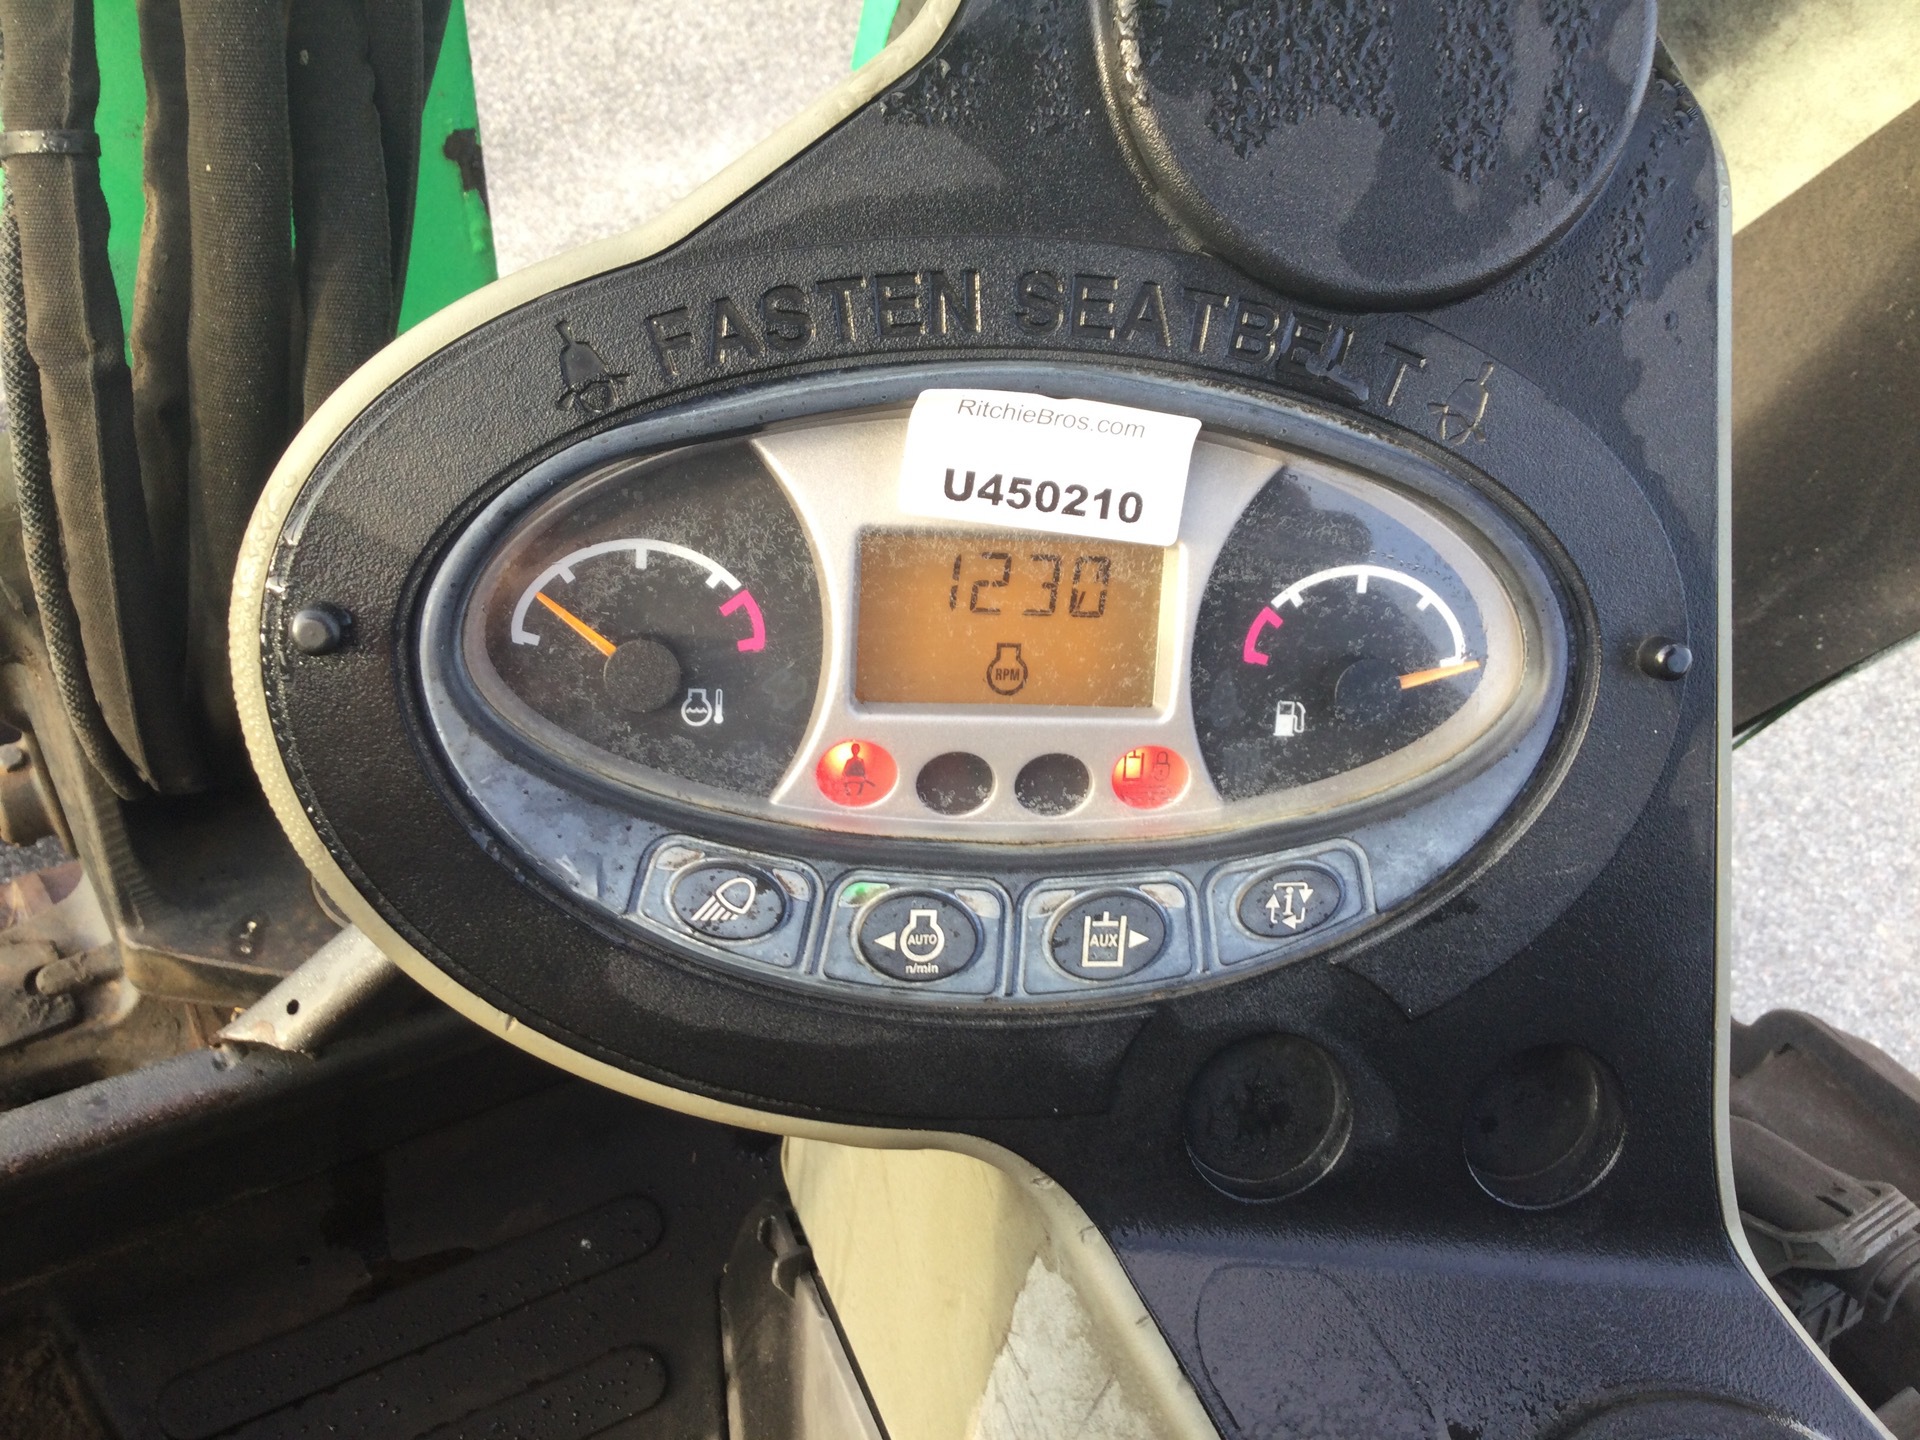 FASTEN SEATBELT
RitchieBros.com
U450210
1230
RPM
AUTO
n/min
AUX
i